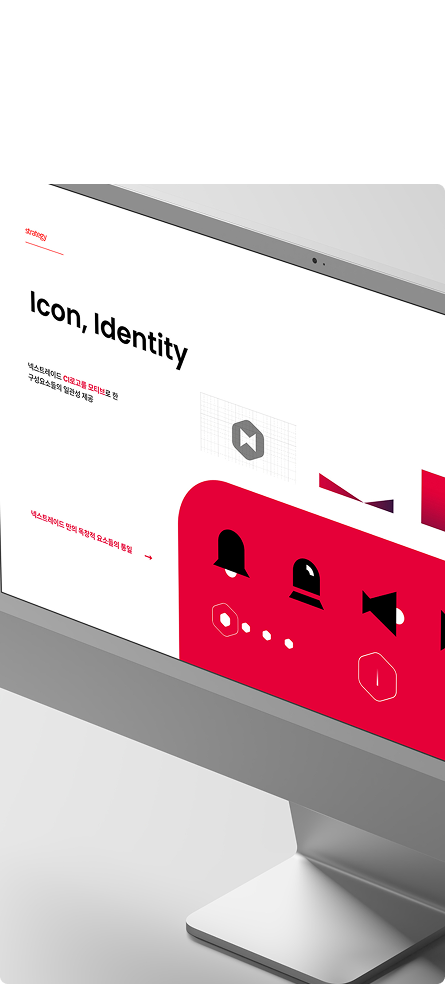 strategy
Icon, Identity
넥스트레이드 CI로고를 모티브로 한
구성요소들의 일관성 제공
넥스트레이드 만의 독창적 요소들의 통일 →